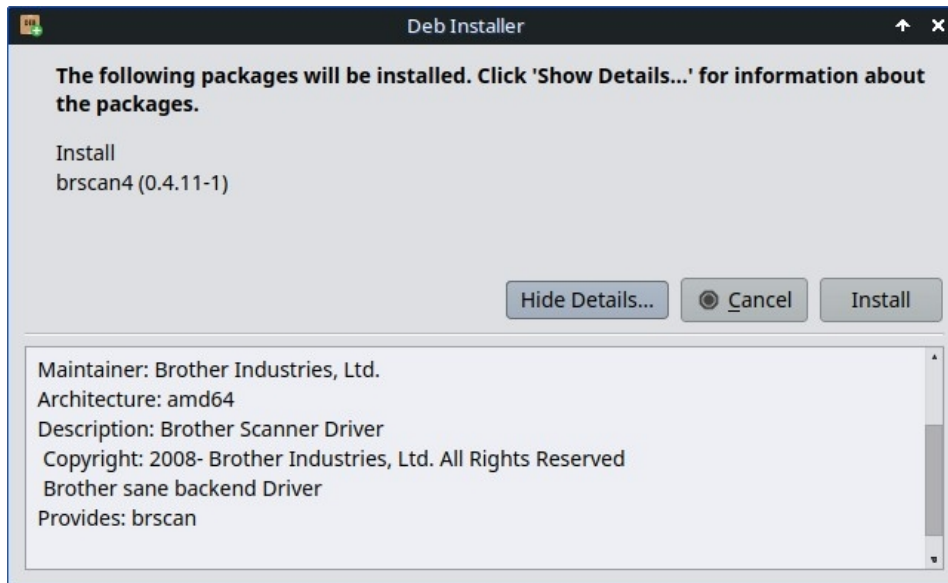 Deb Installer
The following packages will be installed. Click 'Show Details...' for information about
the packages.
Install
brscan4 (0.4.11-1)
Hide Details...
Cancel
Install
Maintainer: Brother Industries, Ltd.
Architecture: amd64
Description: Brother Scanner Driver
Copyright: 2008- Brother Industries, Ltd. All Rights Reserved
Brother sane backend Driver
Provides: brscan